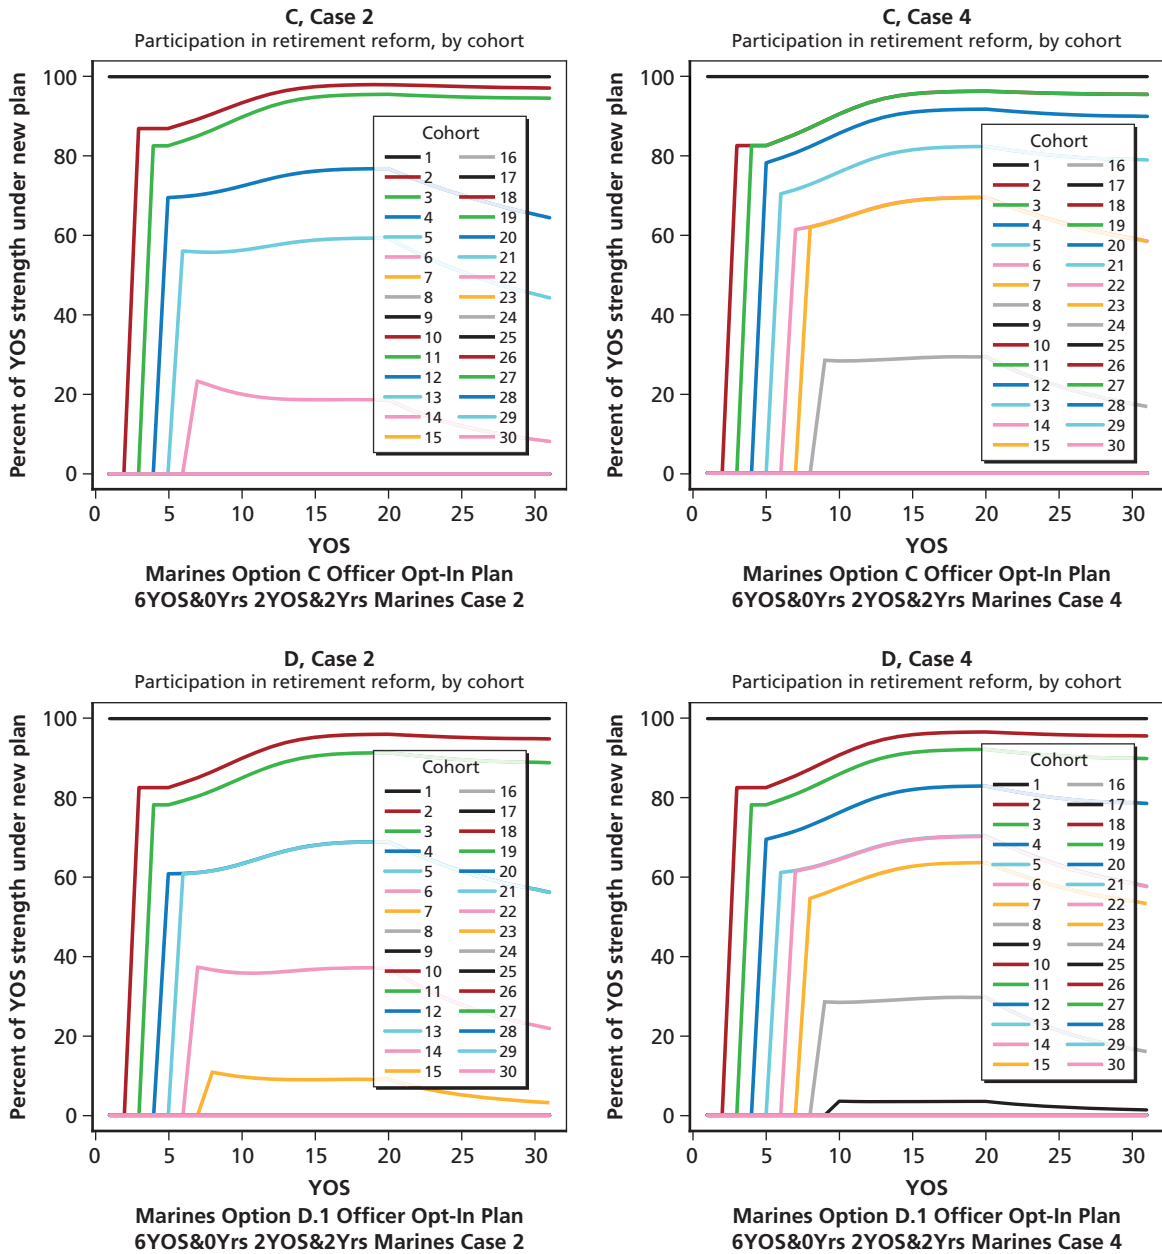 C, Case 2
Participation in retirement reform, by cohort
Percent of YOS strength under new plan
100
80
60
40
20
0
Cohort
1 16
2 17
3 18
4 19
5 20
6 21
7 22
8 23
9 24
10 25
11 26
12 27
13 28
14 29
15 30
0 5 10 15 20 25 30
YOS
Marines Option C Officer Opt-In Plan
6YOS&0Yrs 2YOS&2Yrs Marines Case 2
C, Case 4
Participation in retirement reform, by cohort
Percent of YOS strength under new plan
100
80
60
40
20
0
Cohort
1 16
2 17
3 18
4 19
5 20
6 21
7 22
8 23
9 24
10 25
11 26
12 27
13 28
14 29
15 30
0 5 10 15 20 25 30
YOS
Marines Option C Officer Opt-In Plan
6YOS&0Yrs 2YOS&2Yrs Marines Case 4
D, Case 2
Participation in retirement reform, by cohort
Percent of YOS strength under new plan
100
80
60
40
20
0
Cohort
1 16
2 17
3 18
4 19
5 20
6 21
7 22
8 23
9 24
10 25
11 26
12 27
13 28
14 29
15 30
0 5 10 15 20 25 30
YOS
Marines Option D.1 Officer Opt-In Plan
6YOS&0Yrs 2YOS&2Yrs Marines Case 2
D, Case 4
Participation in retirement reform, by cohort
Percent of YOS strength under new plan
100
80
60
40
20
0
Cohort
1 16
2 17
3 18
4 19
5 20
6 21
7 22
8 23
9 24
10 25
11 26
12 27
13 28
14 29
15 30
0 5 10 15 20 25 30
YOS
Marines Option D.1 Officer Opt-In Plan
6YOS&0Yrs 2YOS&2Yrs Marines Case 4